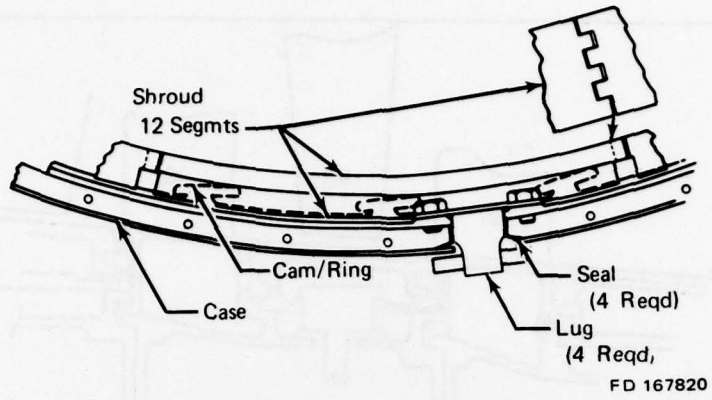 Shroud
12 Segmts
Cam/Ring
Case
Seal
(4 Reqd)
Lug
(4 Reqd,
FD 167820